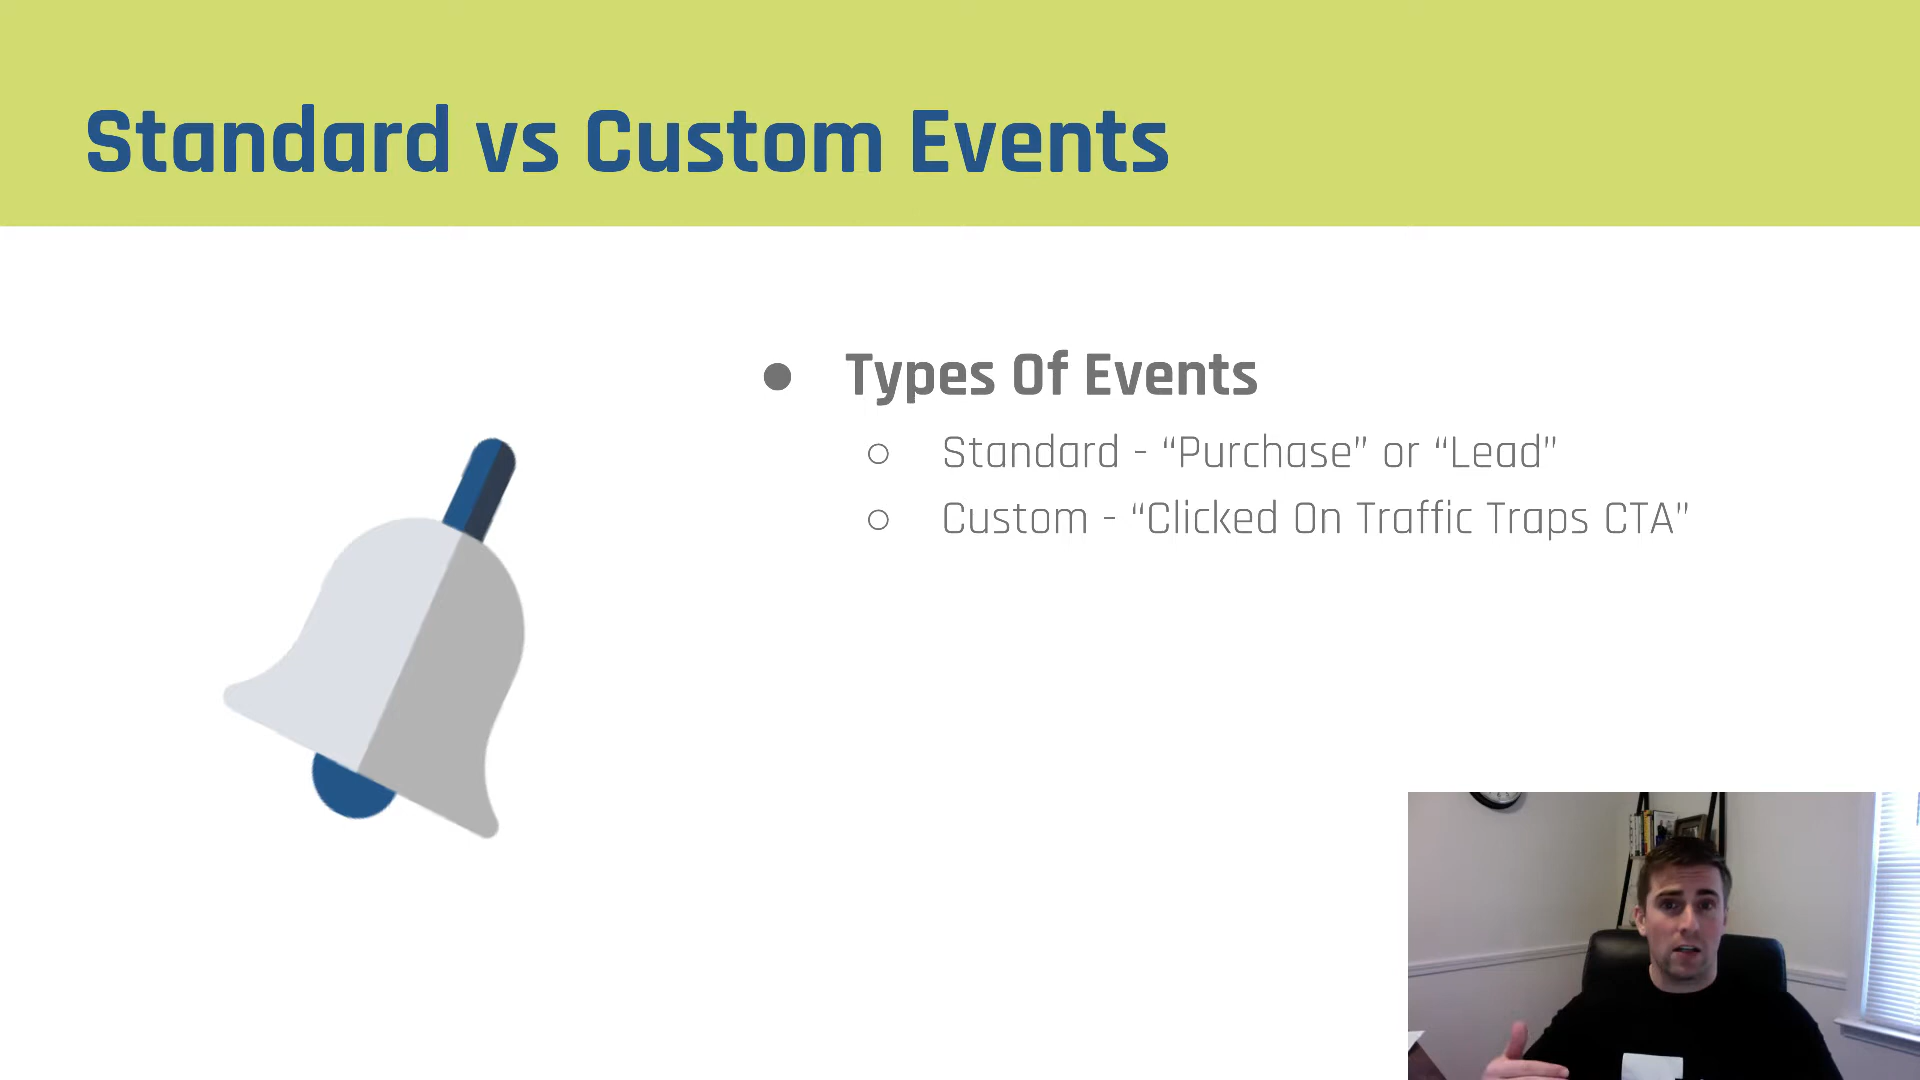 Standard vs Custom Events
Types Of Events
Standard - “Purchase” or “Lead”
Custom - “Clicked On Traffic Traps CTA”